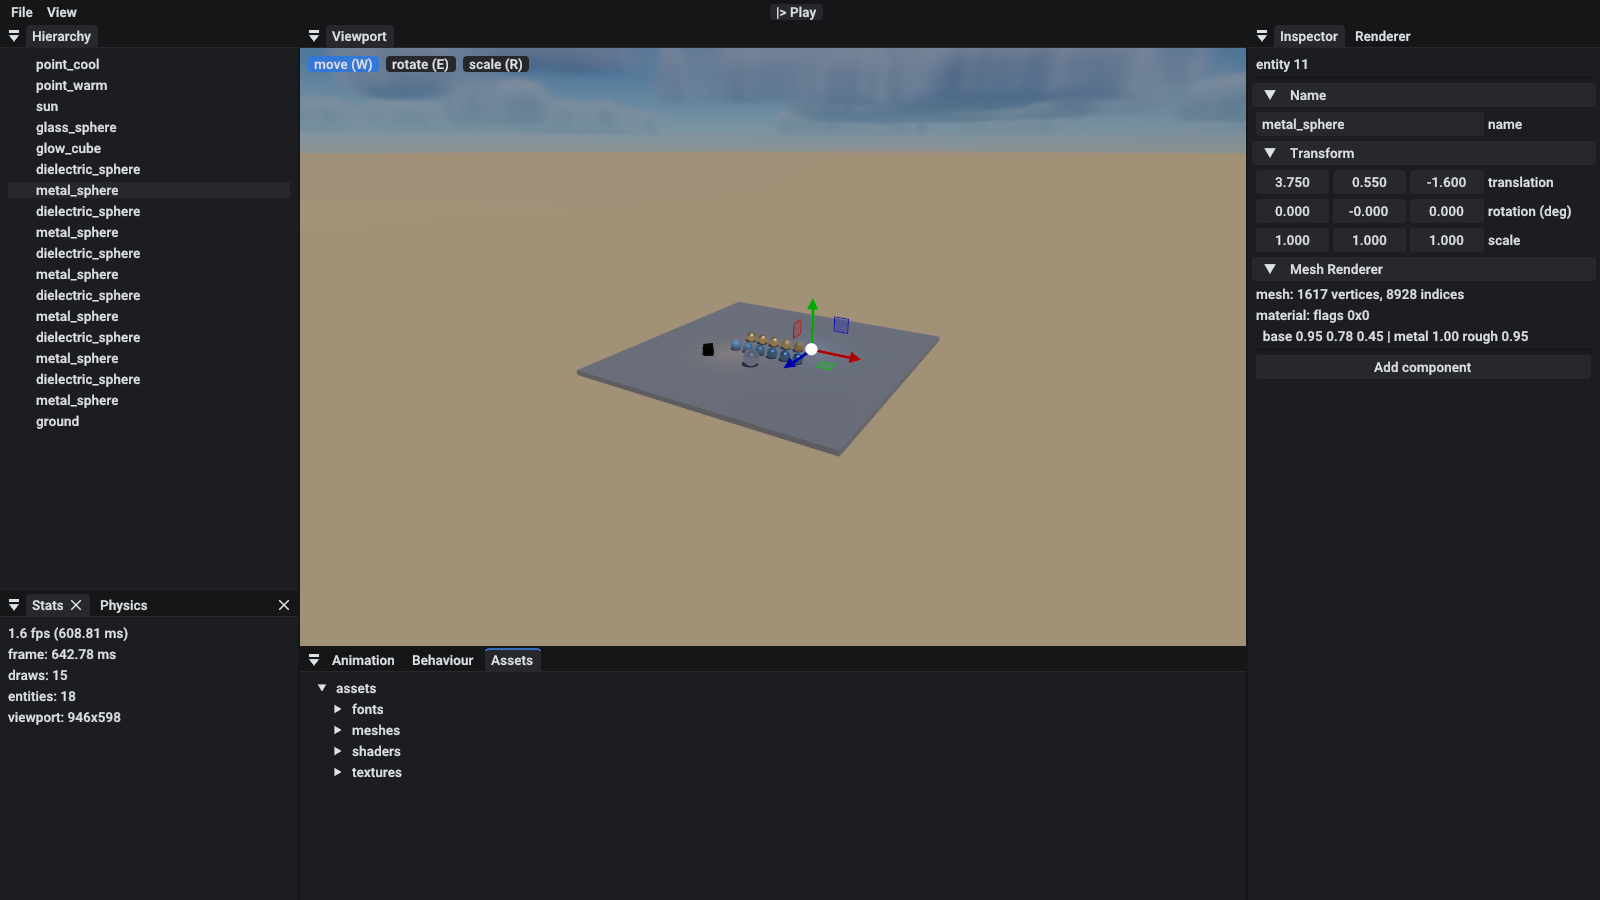 File View |> Play
Hierarchy
point_cool
point_warm
sun
glass_sphere
glow_cube
dielectric_sphere
metal_sphere
dielectric_sphere
metal_sphere
dielectric_sphere
metal_sphere
dielectric_sphere
metal_sphere
dielectric_sphere
metal_sphere
dielectric_sphere
metal_sphere
ground
Stats Physics
1.6 fps (608.81 ms)
frame: 642.78 ms
draws: 15
entities: 18
viewport: 946x598
Viewport
move (W) rotate (E) scale (R)
Animation Behaviour Assets
assets
fonts
meshes
shaders
textures
Inspector Renderer
entity 11
Name
metal_sphere name
Transform
3.750 0.550 -1.600 translation
0.000 -0.000 0.000 rotation (deg)
1.000 1.000 1.000 scale
Mesh Renderer
mesh: 1617 vertices, 8928 indices
material: flags 0x0
base 0.95 0.78 0.45 | metal 1.00 rough 0.95
Add component